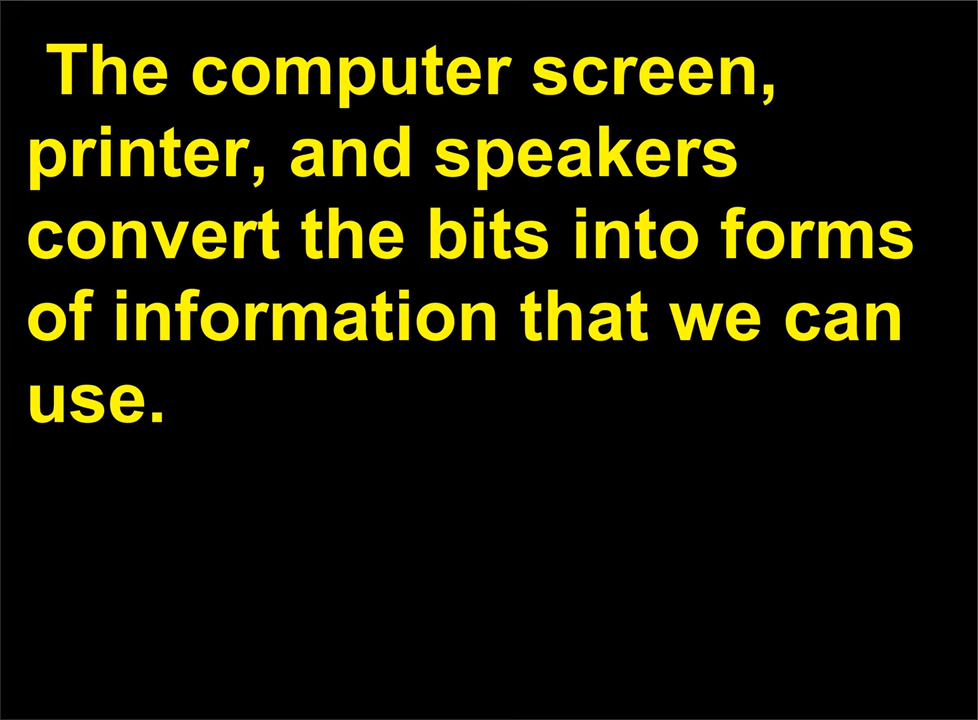 The computer screen,
printer, and speakers
convert the bits into forms
of information that we can
use.